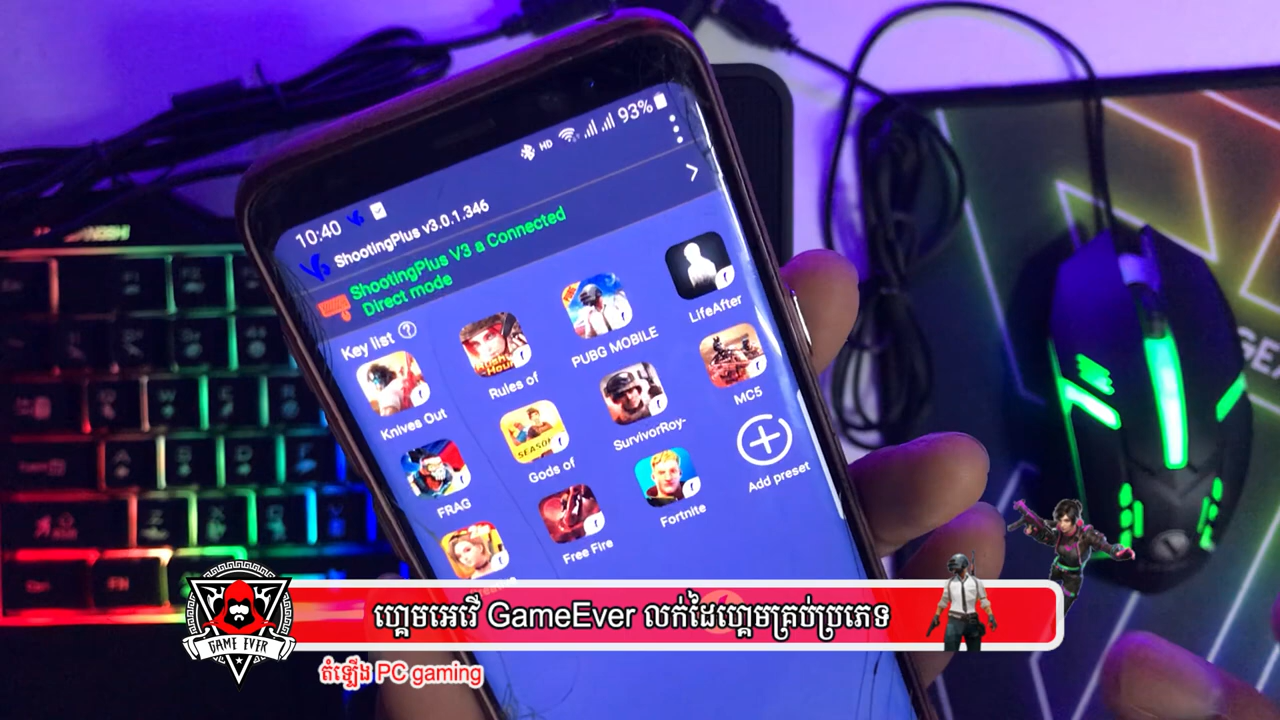 10:40
HD
93%
ShootingPlus v3.0.1.346
ShootingPlus V3 a Connected
Direct mode
Key list ?
Knives Out
Rules of
PUBG MOBILE
LifeAfter
FRAG
Gods of
SEASON
SurvivorRoy-
MC5
Free Fire
Fortnite
Add preset
ហ្គេមអេវើ GameEver លក់ដៃហ្គេមគ្រប់ប្រភេទ
GAME EVER
តំឡើង PC gaming